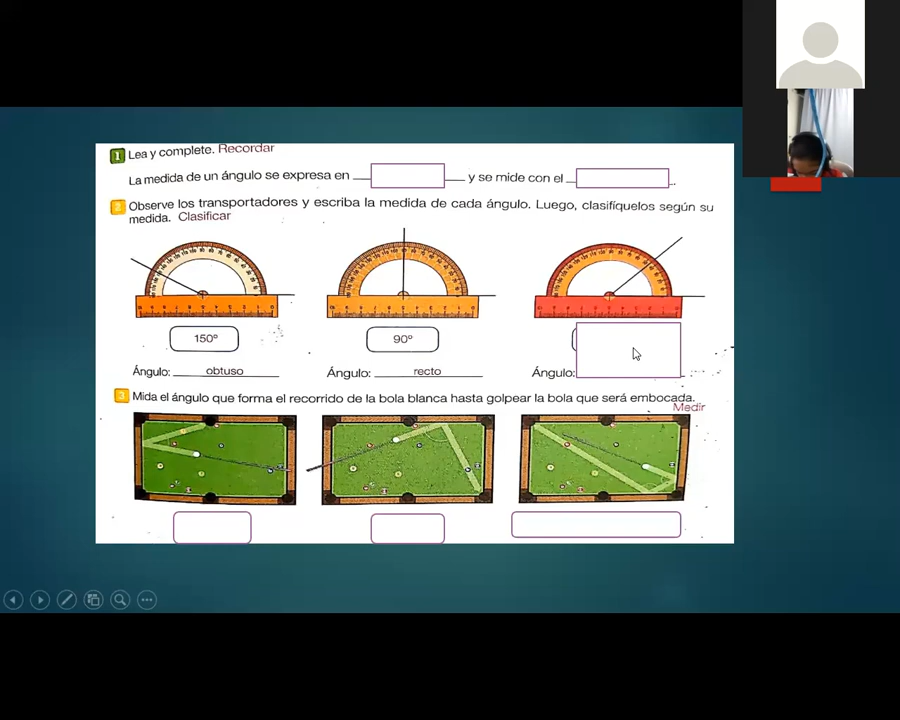 1 Lea y complete. Recordar
La medida de un ángulo se expresa en y se mide con el .
2 Observe los transportadores y escriba la medida de cada ángulo. Luego, clasifíquelos según su
medida. Clasificar
150º 90º
Ángulo: obtuso Ángulo: recto Ángulo:
3 Mida el ángulo que forma el recorrido de la bola blanca hasta golpear la bola que será embocada.
Medir